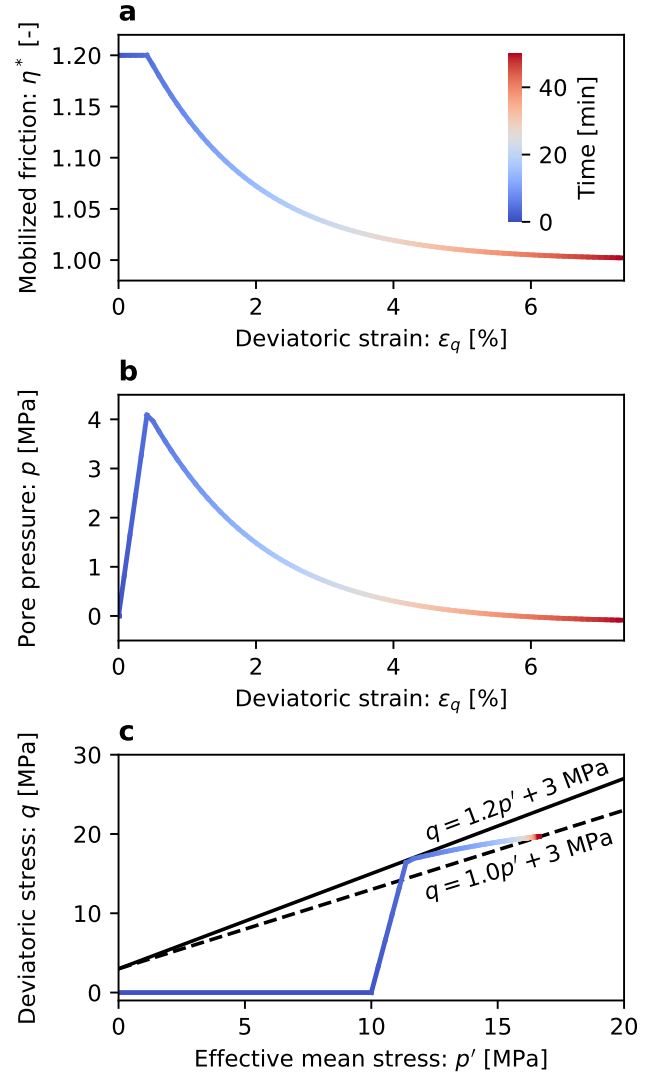 a
Mobilized friction: η* [-]
1.20
1.15
1.10
1.05
1.00
0 2 4 6
Deviatoric strain: εq [%]
40
20
0
Time [min]
b
Pore pressure: p [MPa]
4
3
2
1
0
0 2 4 6
Deviatoric strain: εq [%]
c
Deviatoric stress: q [MPa]
30
20
10
0
q = 1.2p′ + 3 MPa
q = 1.0p′ + 3 MPa
0 5 10 15 20
Effective mean stress: p′ [MPa]